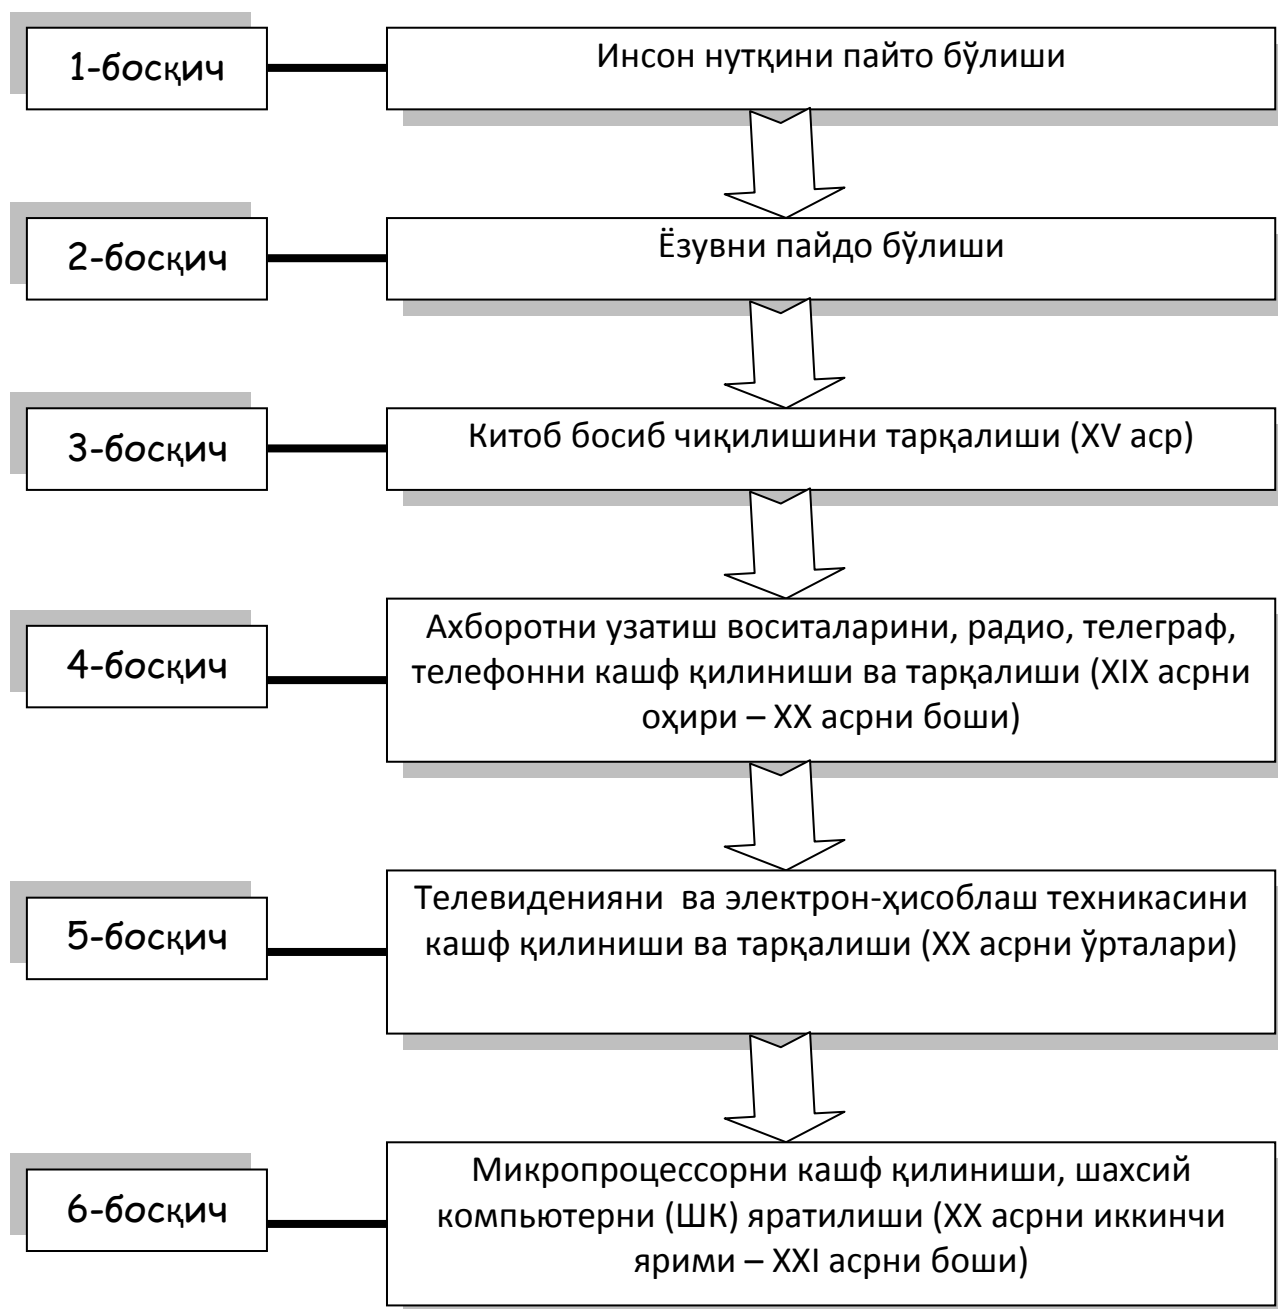 1-босқич
Инсон нутқини пайто бўлиши
2-босқич
Ёзувни пайдо бўлиши
3-босқич
Китоб босиб чиқилишини тарқалиши (XV аср)
4-босқич
Ахборотни узатиш воситаларини, радио, телеграф,
телефонни кашф қилиниши ва тарқалиши (XIX асрни
оҳири – XX асрни боши)
5-босқич
Телевиденияни ва электрон-ҳисоблаш техникасини
кашф қилиниши ва тарқалиши (XX асрни ўрталари)
6-босқич
Микропроцессорни кашф қилиниши, шахсий
компьютерни (ШК) яратилиши (XX асрни иккинчи
ярими – XXI асрни боши)